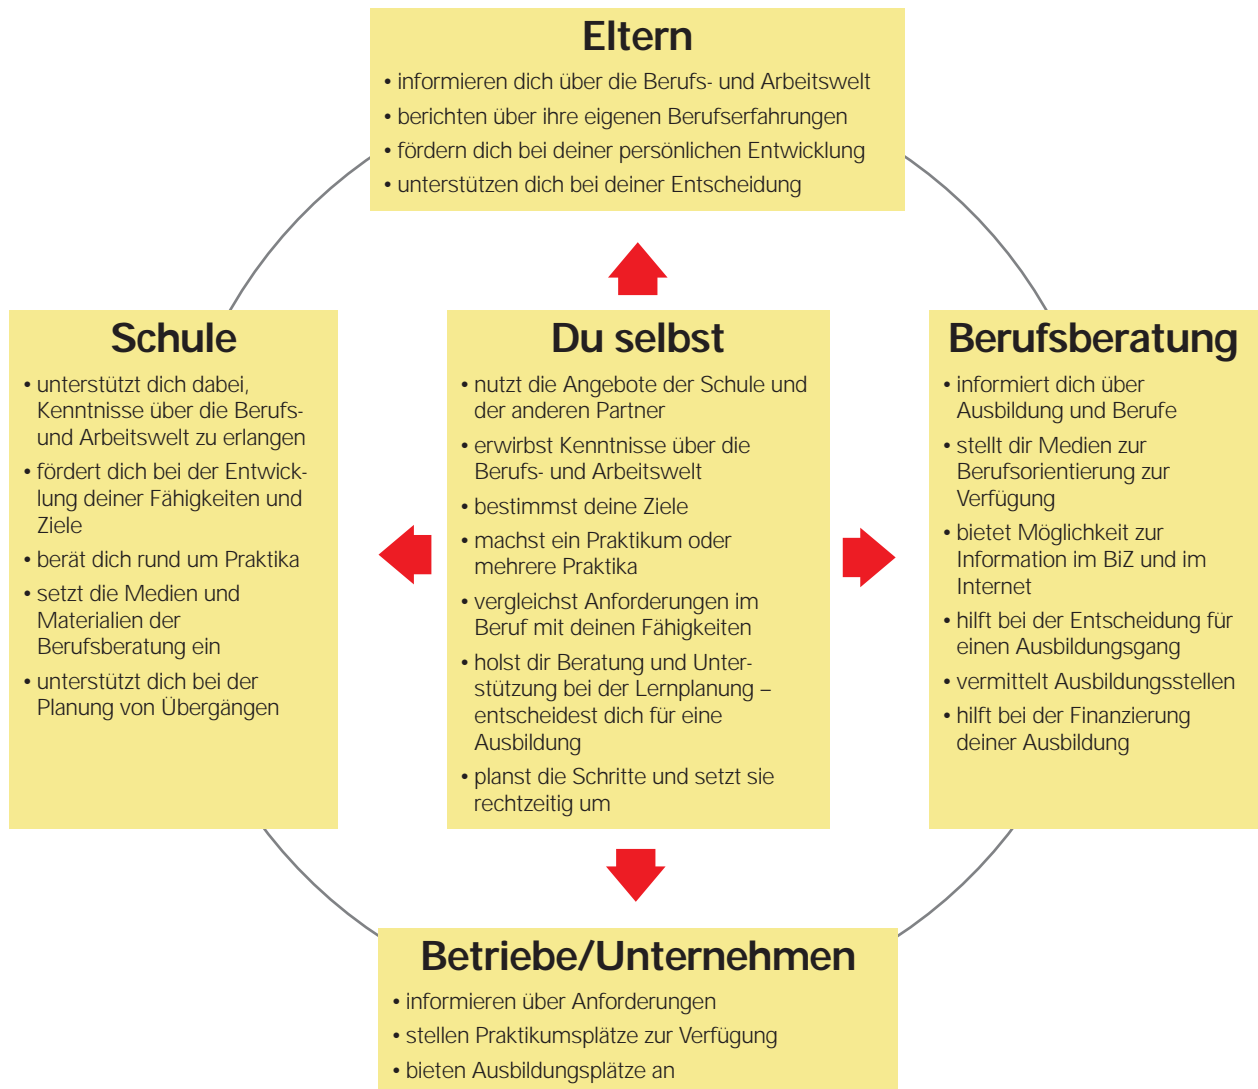 Eltern
• informieren dich über die Berufs- und Arbeitswelt
• berichten über ihre eigenen Berufserfahrungen
• fördern dich bei deiner persönlichen Entwicklung
• unterstützen dich bei deiner Entscheidung
Schule
• unterstützt dich dabei,
Kenntnisse über die Berufs-
und Arbeitswelt zu erlangen
• fördert dich bei der Entwick-
lung deiner Fähigkeiten und
Ziele
• berät dich rund um Praktika
• setzt die Medien und
Materialien der
Berufsberatung ein
• unterstützt dich bei der
Planung von Übergängen
Du selbst
• nutzt die Angebote der Schule und
der anderen Partner
• erwirbst Kenntnisse über die
Berufs- und Arbeitswelt
• bestimmst deine Ziele
• machst ein Praktikum oder
mehrere Praktika
• vergleichst Anforderungen im
Beruf mit deinen Fähigkeiten
• holst dir Beratung und Unter-
stützung bei der Lernplanung –
entscheidest dich für eine
Ausbildung
• planst die Schritte und setzt sie
rechtzeitig um
Berufsberatung
• informiert dich über
Ausbildung und Berufe
• stellt dir Medien zur
Berufsorientierung zur
Verfügung
• bietet Möglichkeit zur
Information im BiZ und im
Internet
• hilft bei der Entscheidung für
einen Ausbildungsgang
• vermittelt Ausbildungsstellen
• hilft bei der Finanzierung
deiner Ausbildung
Betriebe/Unternehmen
• informieren über Anforderungen
• stellen Praktikumsplätze zur Verfügung
• bieten Ausbildungsplätze an